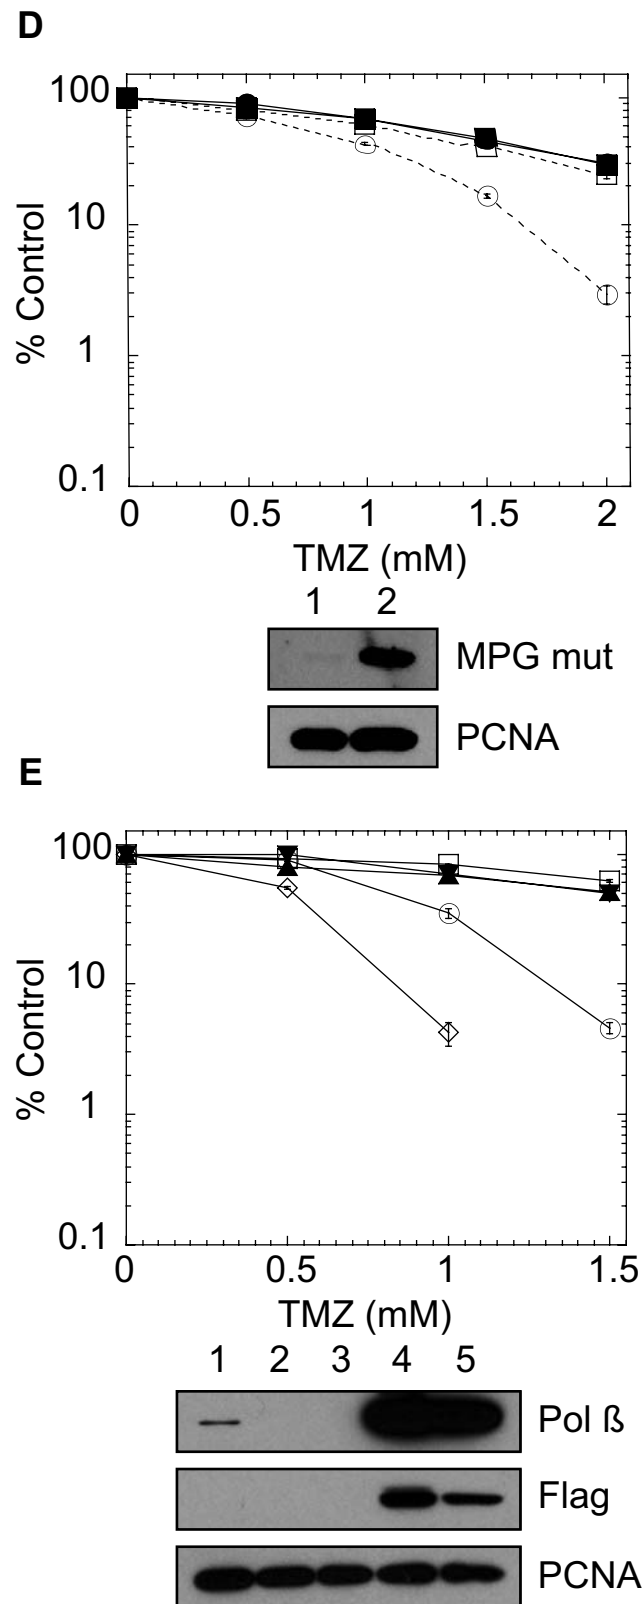 D
100
10
1
0.1
% Control
0 0.5 1 1.5 2
TMZ (mM)
1 2
MPG mut
PCNA
E
100
10
1
0.1
% Control
0 0.5 1 1.5
TMZ (mM)
1 2 3 4 5
Pol ß
Flag
PCNA